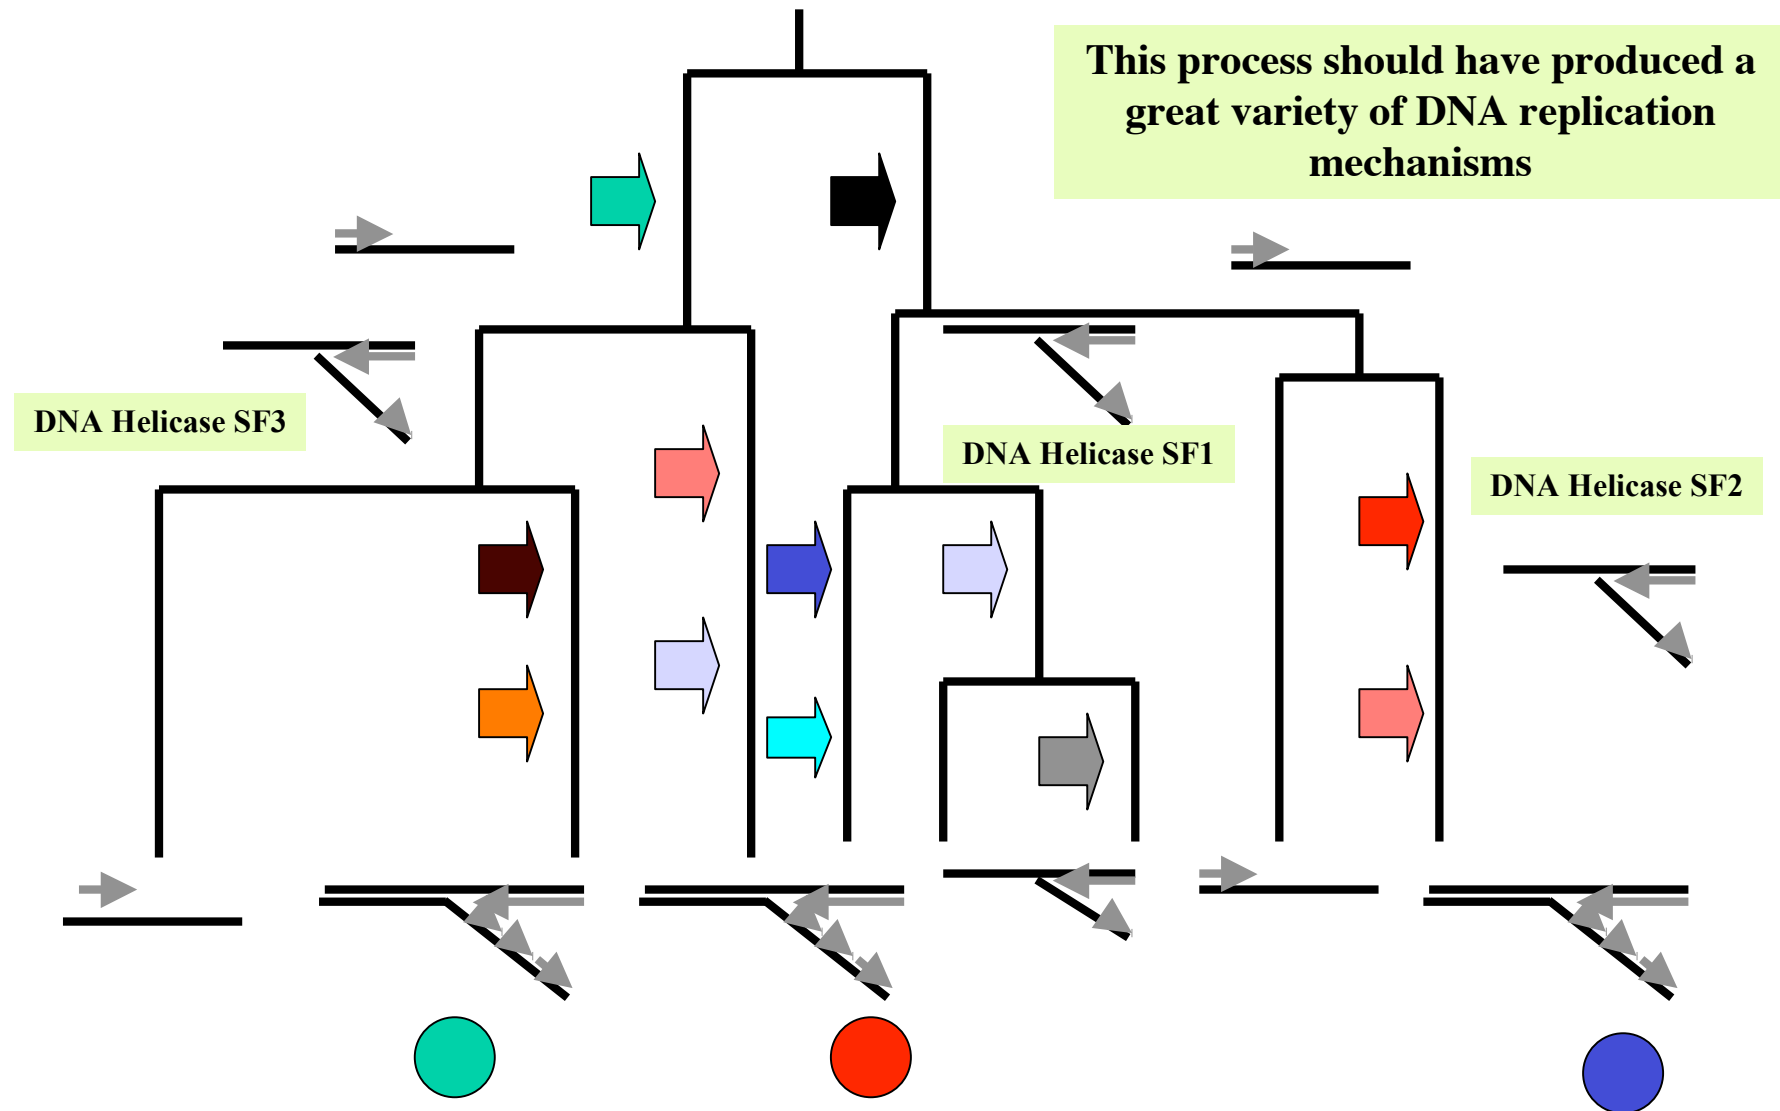 This process should have produced a
great variety of DNA replication
mechanisms
DNA Helicase SF3
DNA Helicase SF1
DNA Helicase SF2